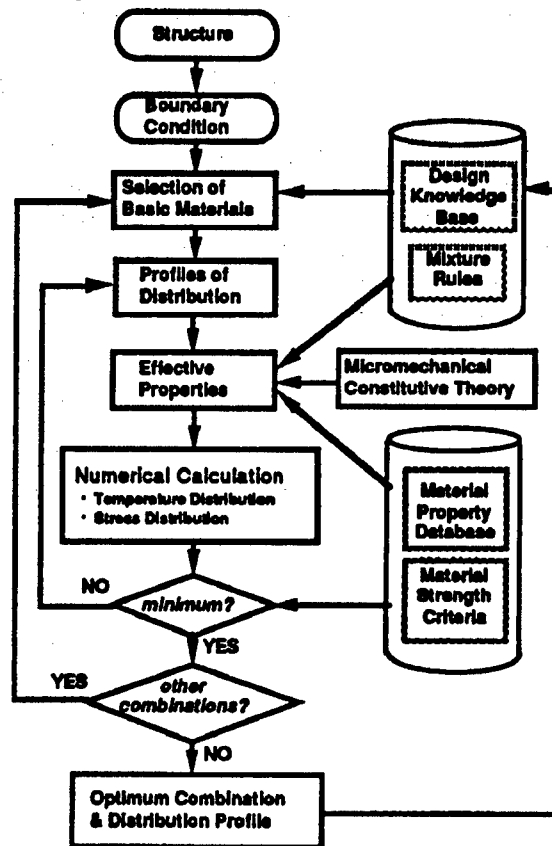 Structure
Boundary
Condition
Selection of
Basic Materials
Design
Knowledge
Base
Mixture
Rules
Profiles of
Distribution
Effective
Properties
Micromechanical
Constitutive Theory
Numerical Calculation
• Temperature Distribution
• Stress Distribution
Material
Property
Database
Material
Strength
Criteria
NO
minimum?
YES
YES
other
combinations?
NO
Optimum Combination
& Distribution Profile